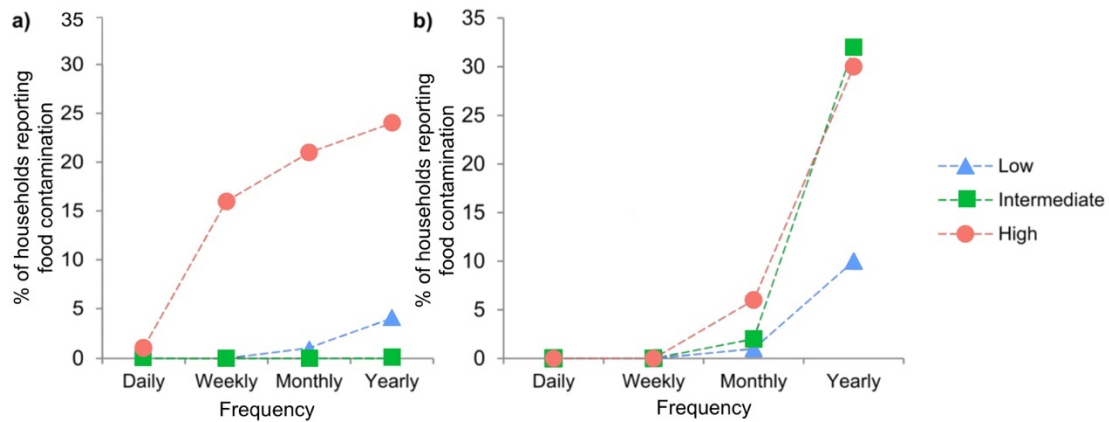 a)
% of households reporting
food contamination
35
30
25
20
15
10
5
0
Daily Weekly Monthly Yearly
Frequency
b)
% of households reporting
food contamination
35
30
25
20
15
10
5
0
Daily Weekly Monthly Yearly
Frequency
Low
Intermediate
High